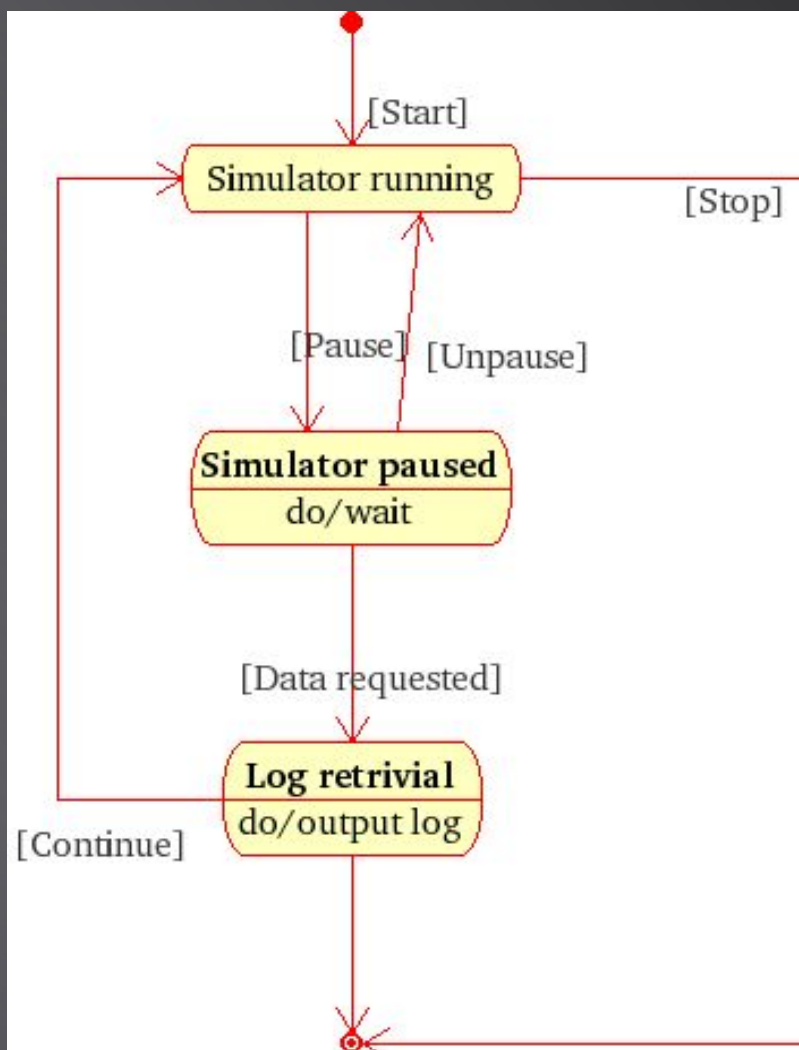 [Start]
Simulator running
[Stop]
[Pause]
[Unpause]
Simulator paused
do/wait
[Data requested]
Log retrivial
do/output log
[Continue]